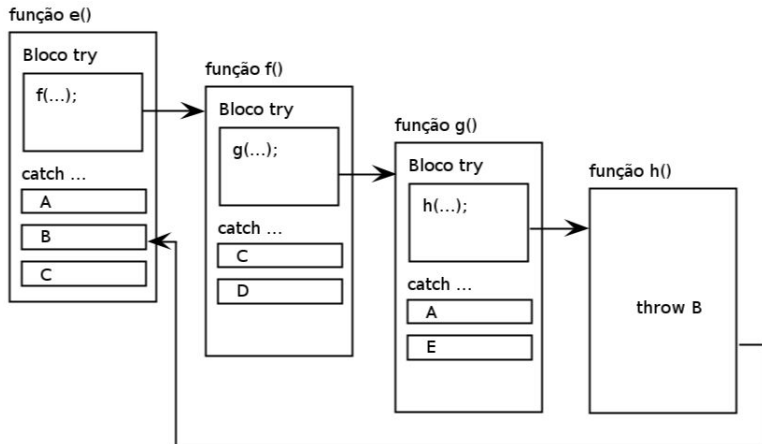 função e()
Bloco try
f(...);
catch ...
A
B
C
função f()
Bloco try
g(...);
catch ...
C
D
função g()
Bloco try
h(...);
catch ...
A
E
função h()
throw B